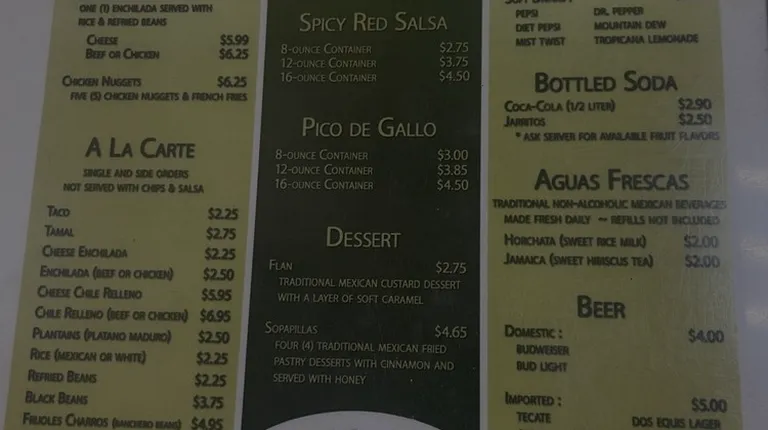 ONE (1) ENCHILADA SERVED WITH
RICE & REFRIED BEANS
CHEESE $5.99
BEEF OR CHICKEN $6.25
CHICKEN NUGGETS $6.25
FIVE (5) CHICKEN NUGGETS & FRENCH FRIES
A LA CARTE
SINGLE AND SIDE ORDERS
NOT SERVED WITH CHIPS & SALSA
TACO $2.25
TAMAL $2.75
CHEESE ENCHILADA $2.25
ENCHILADA (BEEF OR CHICKEN) $2.50
CHEESE CHILE RELLENO $5.95
CHILE RELLENO (BEEF OR CHICKEN) $6.95
PLANTAINS (PLATANO MADURO) $2.50
RICE (MEXICAN OR WHITE) $2.25
REFRIED BEANS $2.25
BLACK BEANS $3.75
FRIJOLES CHARROS (RANCHERO BEANS) $4.95
SPICY RED SALSA
8-OUNCE CONTAINER $2.75
12-OUNCE CONTAINER $3.75
16-OUNCE CONTAINER $4.50
PICO DE GALLO
8-OUNCE CONTAINER $3.00
12-OUNCE CONTAINER $3.85
16-OUNCE CONTAINER $4.50
DESSERT
FLAN $2.75
TRADITIONAL MEXICAN CUSTARD DESSERT
WITH A LAYER OF SOFT CARAMEL
SOPAPILLAS $4.65
FOUR (4) TRADITIONAL MEXICAN FRIED
PASTRY DESSERTS WITH CINNAMON AND
SERVED WITH HONEY
PEPSI DR. PEPPER
DIET PEPSI MOUNTAIN DEW
MIST TWIST TROPICANA LEMONADE
BOTTLED SODA
COCA-COLA (1/2 LITER) $2.90
JARRITOS $2.50
* ASK SERVER FOR AVAILABLE FRUIT FLAVORS
AGUAS FRESCAS
TRADITIONAL NON-ALCOHOLIC MEXICAN BEVERAGES
MADE FRESH DAILY ~ REFILLS NOT INCLUDED
HORCHATA (SWEET RICE MILK) $2.00
JAMAICA (SWEET HIBISCUS TEA) $2.00
BEER
DOMESTIC: $4.00
BUDWEISER
BUD LIGHT
IMPORTED: $5.00
TECATE DOS EQUIS LAGER